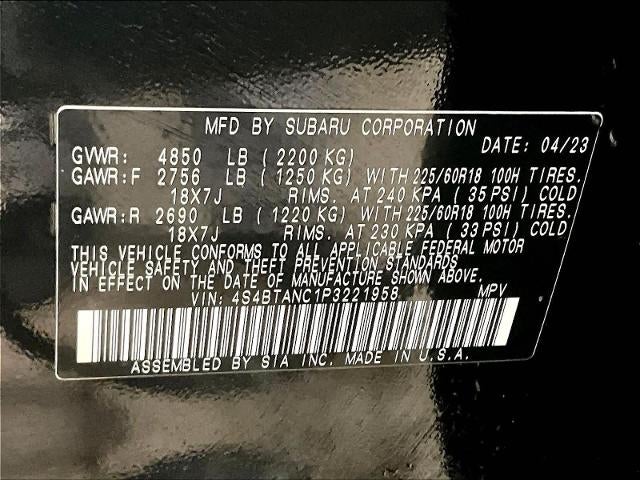 MFD BY SUBARU CORPORATION
DATE: 04/23
GVWR: 4850 LB (2200 KG)
GAWR:F 2756 LB (1250 KG) WITH 225/60R18 100H TIRES.
18X7J RIMS. AT 240 KPA (35 PSI) COLD
GAWR:R 2690 LB (1220 KG) WITH 225/60R18 100H TIRES.
18X7J RIMS. AT 230 KPA (33 PSI) COLD
THIS VEHICLE CONFORMS TO ALL APPLICABLE FEDERAL MOTOR
VEHICLE SAFETY AND THEFT PREVENTION STANDARDS
IN EFFECT ON THE DATE OF MANUFACTURE SHOWN ABOVE.
VIN: 4S4BTANC1P3221958 MPV
ASSEMBLED BY SIA INC. MADE IN U.S.A.